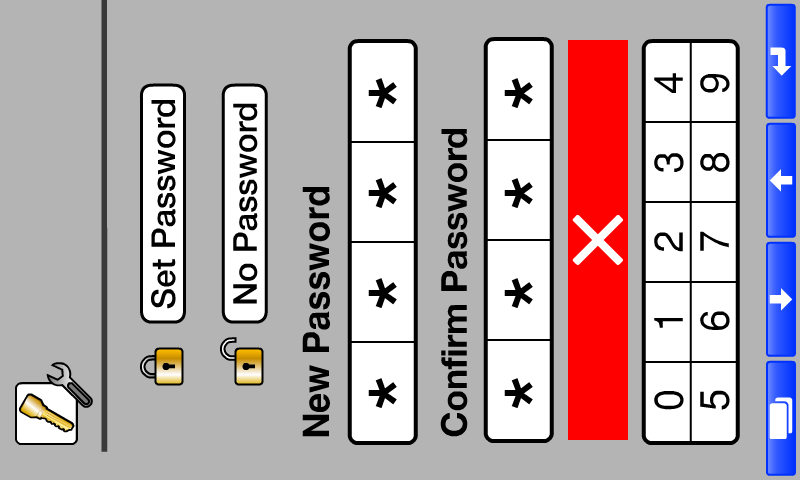 Set Password
No Password
New Password
* * * *
Confirm Password
* * * *
0 1 2 3 4
5 6 7 8 9